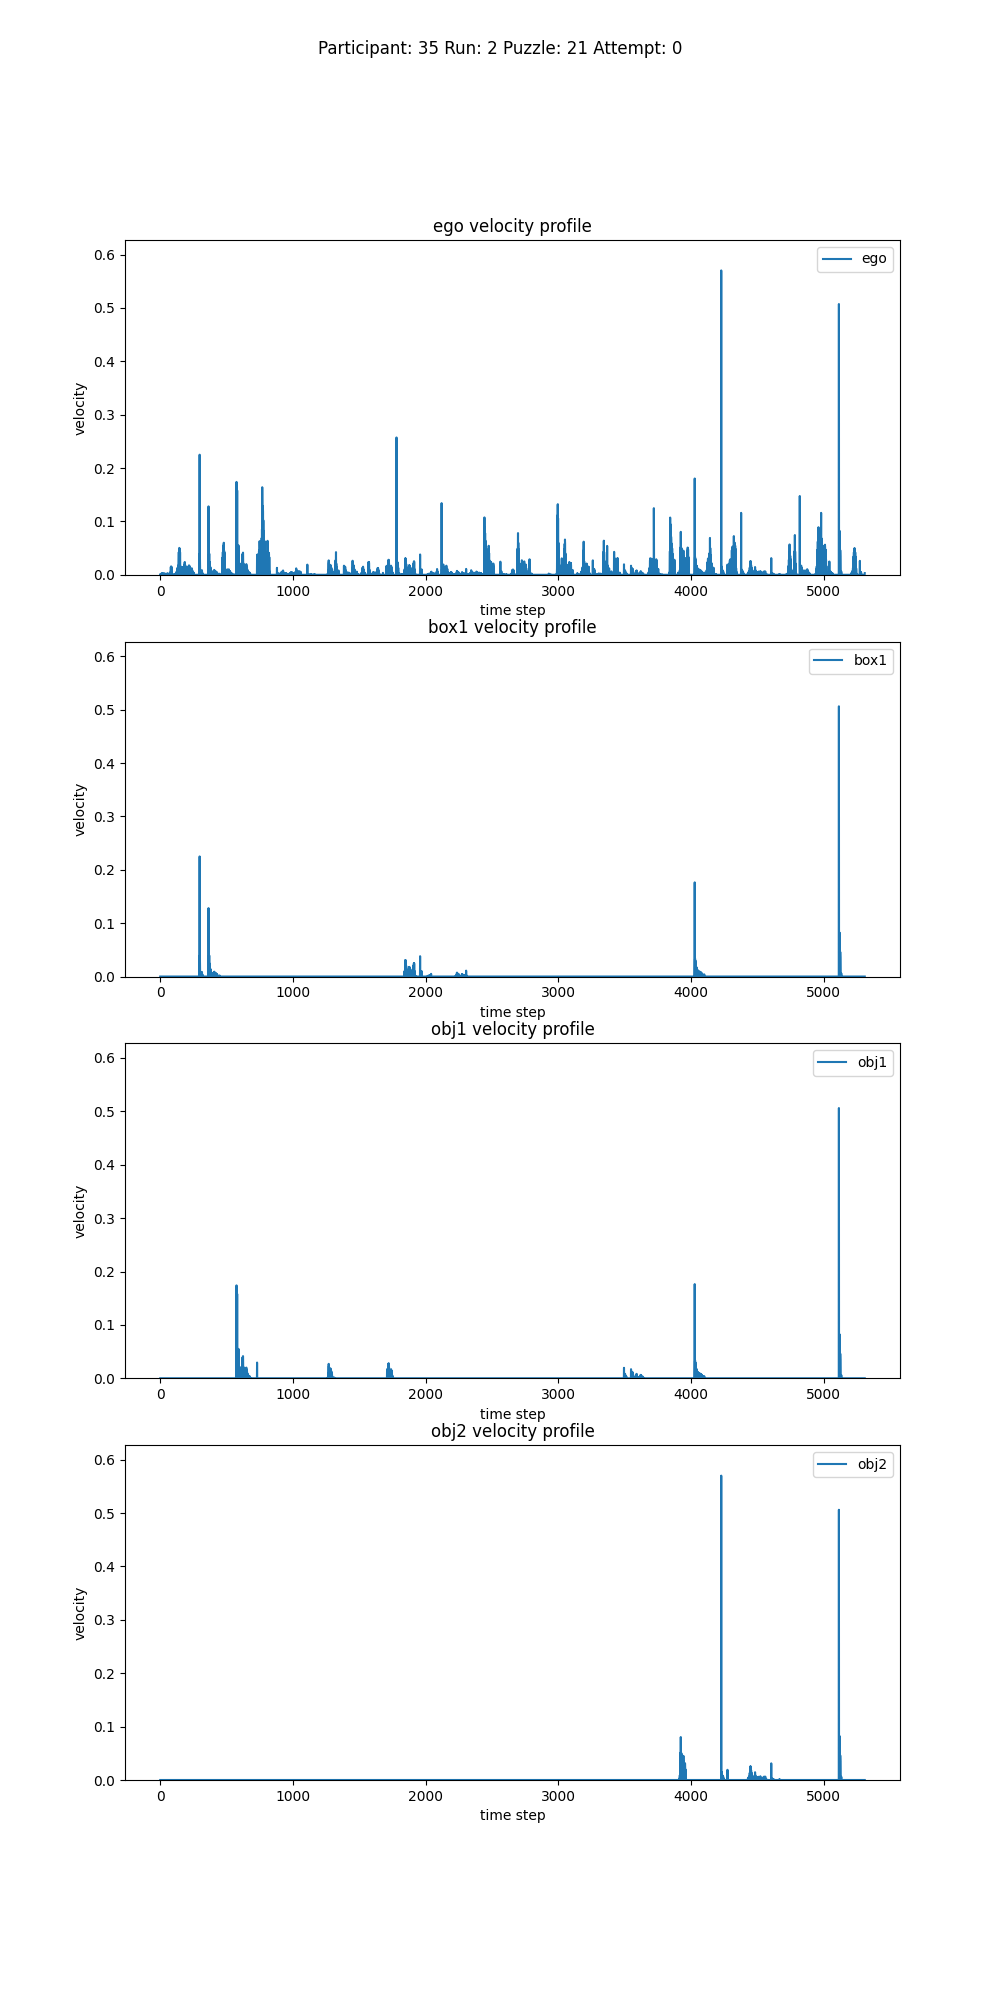 Participant: 35 Run: 2 Puzzle: 21 Attempt: 0
ego velocity profile
ego
0.6
0.5
0.4
0.3
0.2
0.1
0.0
velocity
0 1000 2000 3000 4000 5000
time step
box1 velocity profile
box1
0.6
0.5
0.4
0.3
0.2
0.1
0.0
velocity
0 1000 2000 3000 4000 5000
time step
obj1 velocity profile
obj1
0.6
0.5
0.4
0.3
0.2
0.1
0.0
velocity
0 1000 2000 3000 4000 5000
time step
obj2 velocity profile
obj2
0.6
0.5
0.4
0.3
0.2
0.1
0.0
velocity
0 1000 2000 3000 4000 5000
time step